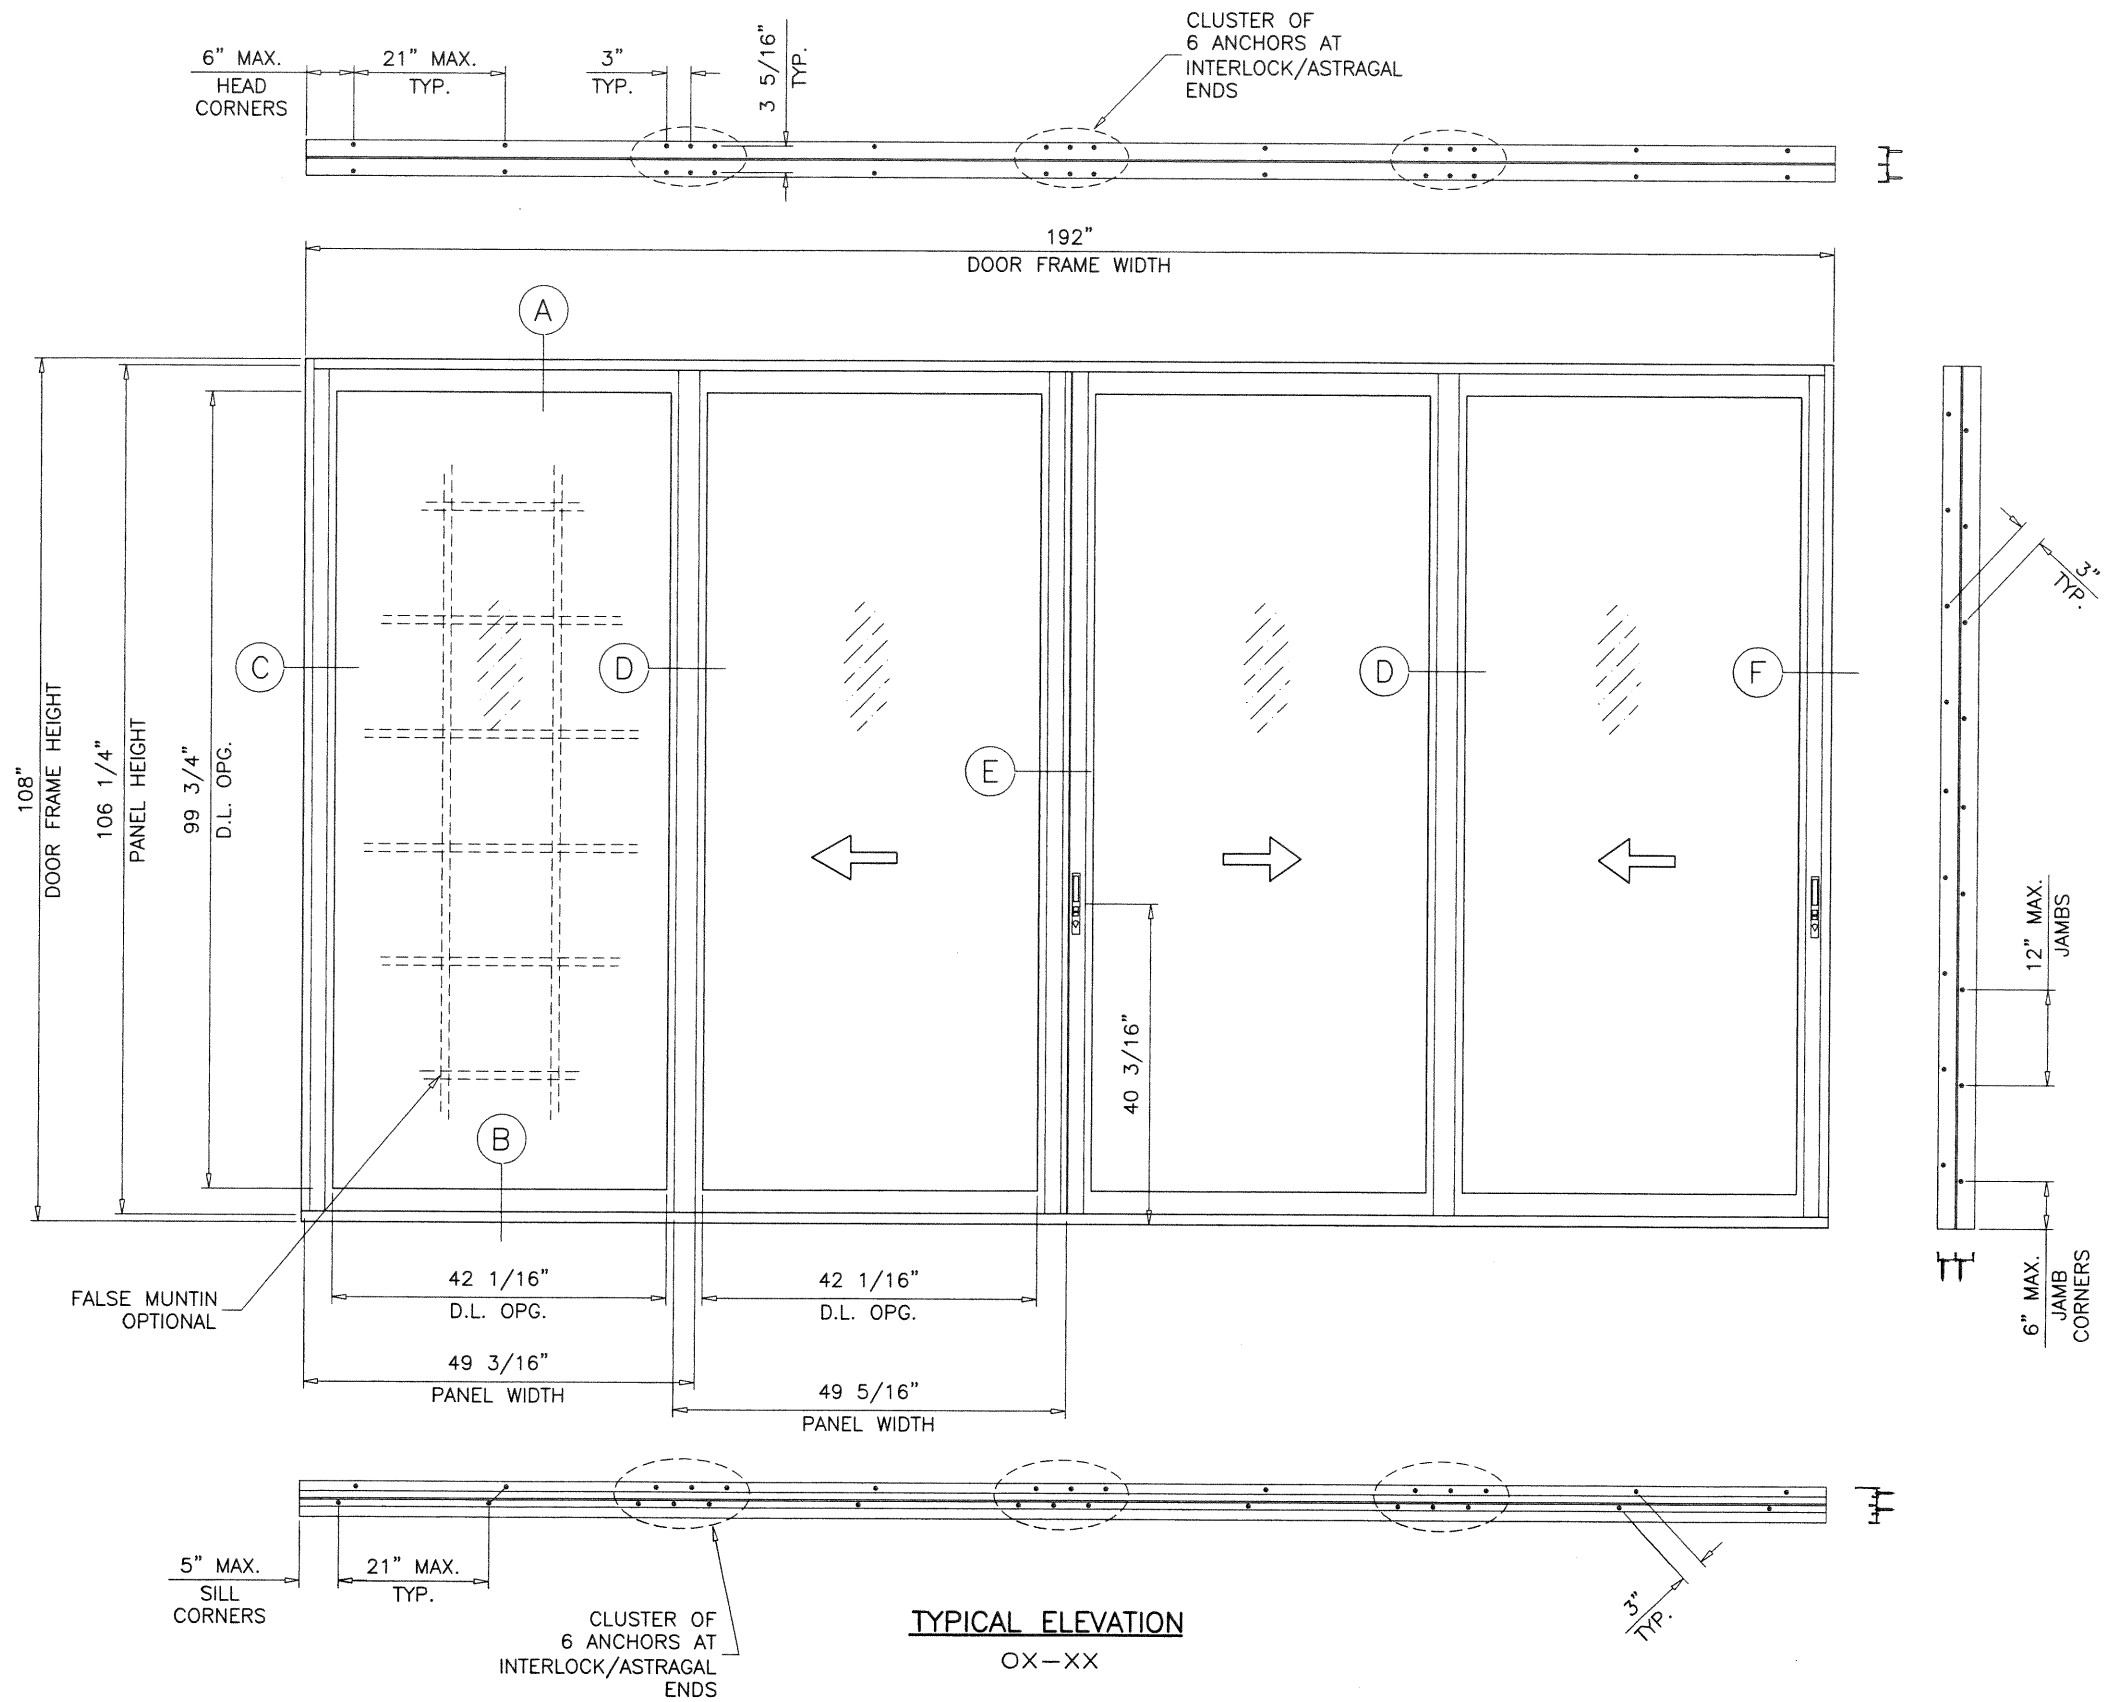 CLUSTER OF
6 ANCHORS AT
INTERLOCK/ASTRAGAL
ENDS
6" MAX.
HEAD
CORNERS
21" MAX.
TYP.
3"
TYP.
3 5/16"
TYP.
192"
DOOR FRAME WIDTH
A
108"
DOOR FRAME HEIGHT
106 1/4"
PANEL HEIGHT
99 3/4"
D.L. OPG.
C
D
E
D
F
3"
TYP.
12" MAX.
JAMBS
40 3/16"
B
6" MAX.
JAMB
CORNERS
FALSE MUNTIN
OPTIONAL
42 1/16"
D.L. OPG.
42 1/16"
D.L. OPG.
49 3/16"
PANEL WIDTH
49 5/16"
PANEL WIDTH
5" MAX.
SILL
CORNERS
21" MAX.
TYP.
CLUSTER OF
6 ANCHORS AT
INTERLOCK/ASTRAGAL
ENDS
3"
TYP.
TYPICAL ELEVATION
OX-XX